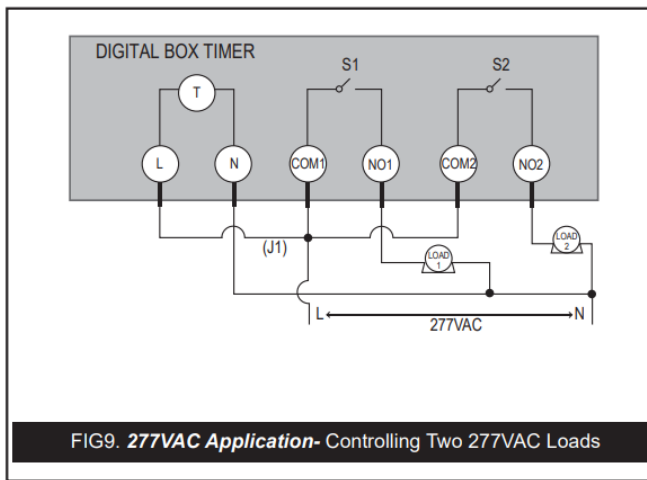 DIGITAL BOX TIMER
S1
S2
T
L
N
COM1
NO1
COM2
NO2
(J1)
LOAD
1
LOAD
2
L
N
277VAC
FIG9. 277VAC Application- Controlling Two 277VAC Loads